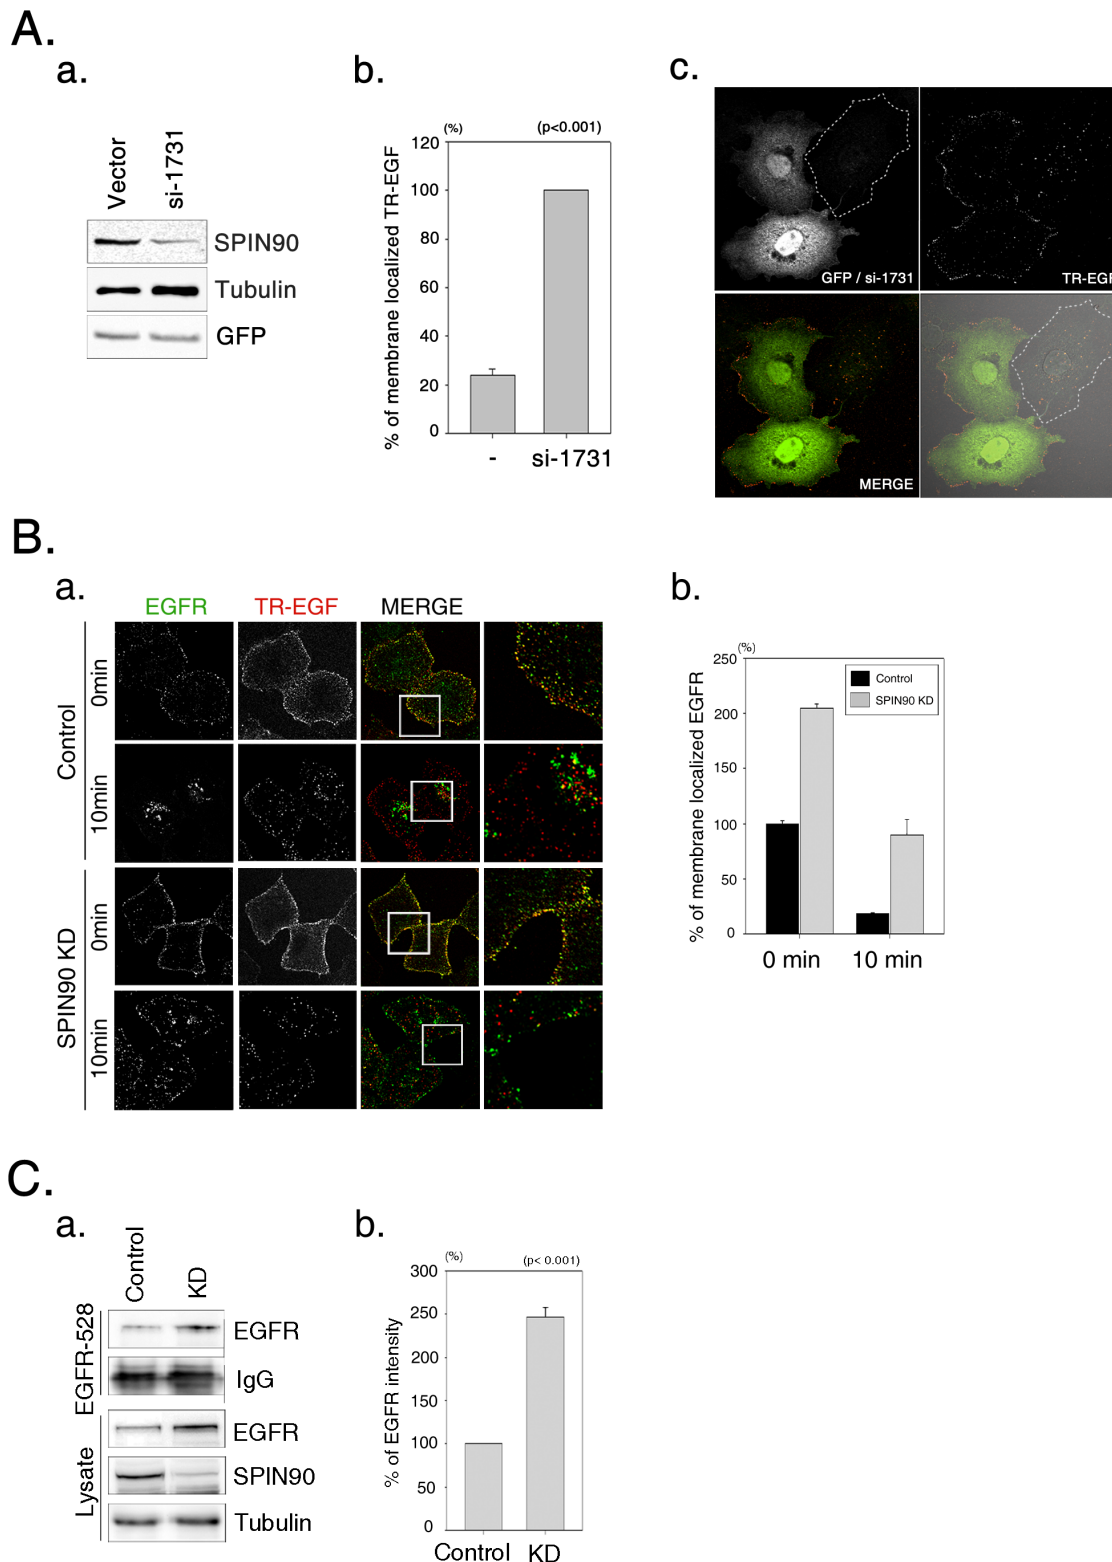 A.
a.
Vector
si-1731
SPIN90
Tubulin
GFP
b.
(%)
(p<0.001)
% of membrane localized TR-EGF
120
100
80
60
40
20
0
-
si-1731
c.
GFP / si-1731
TR-EGF
MERGE
B.
a.
EGFR
TR-EGF
MERGE
Control
0min
10min
SPIN90 KD
0min
10min
b.
(%)
% of membrane localized EGFR
250
200
150
100
50
0
Control
SPIN90 KD
0 min
10 min
C.
a.
Control
KD
EGFR-528
EGFR
IgG
Lysate
EGFR
SPIN90
Tubulin
b.
(%)
(p< 0.001)
% of EGFR intensity
300
250
200
150
100
50
0
Control
KD